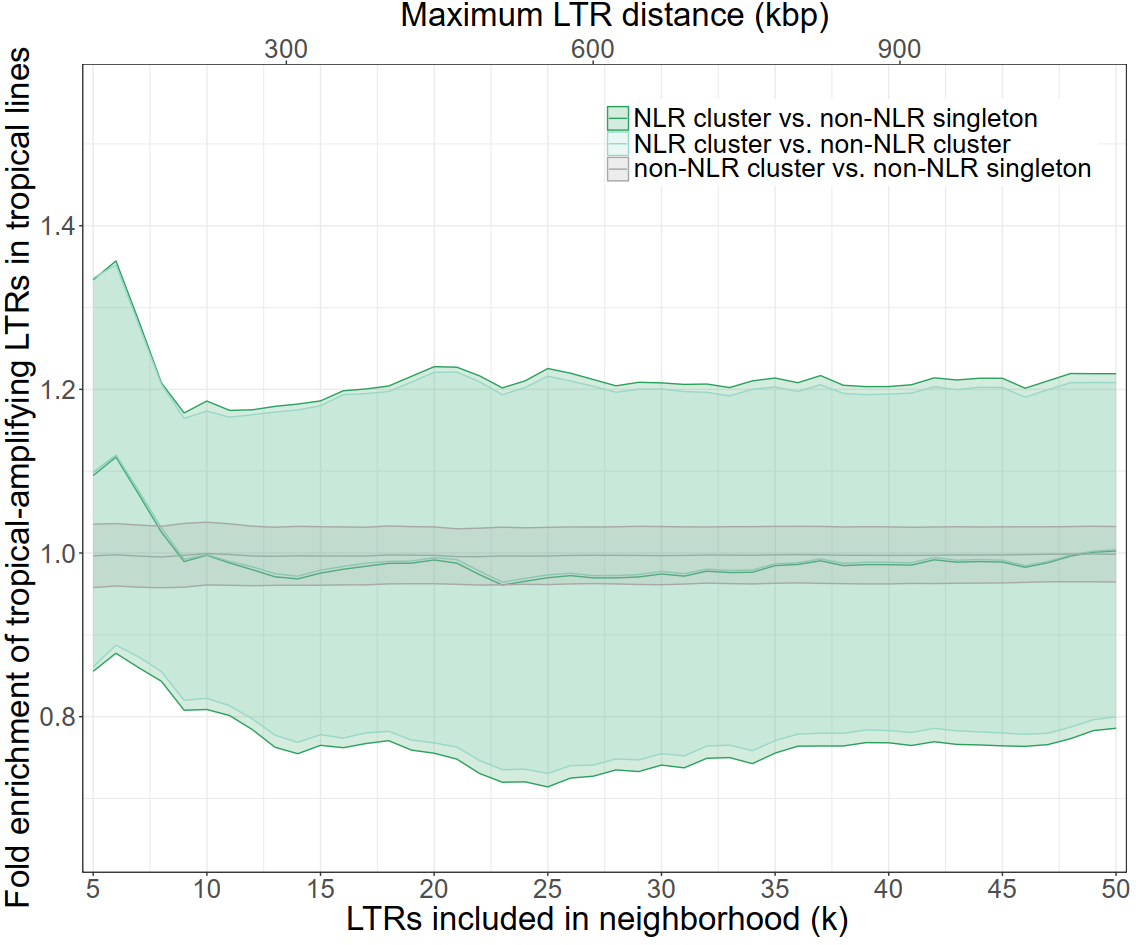 Maximum LTR distance (kbp)
300 600 900
Fold enrichment of tropical-amplifying LTRs in tropical lines
NLR cluster vs. non-NLR singleton
NLR cluster vs. non-NLR cluster
non-NLR cluster vs. non-NLR singleton
1.4
1.2
1.0
0.8
5 10 15 20 25 30 35 40 45 50
LTRs included in neighborhood (k)